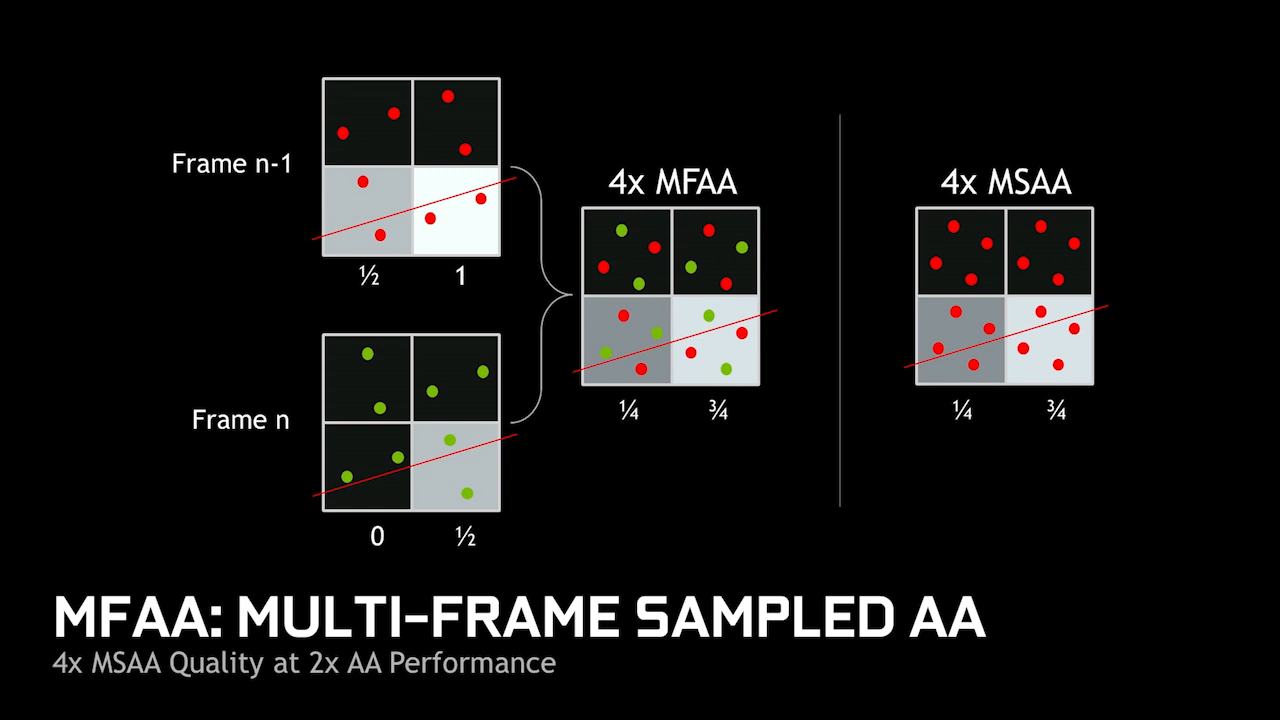 Frame n-1
½ 1
Frame n
0 ½
4x MFAA
¼ ¾
4x MSAA
¼ ¾
MFAA: MULTI-FRAME SAMPLED AA
4x MSAA Quality at 2x AA Performance